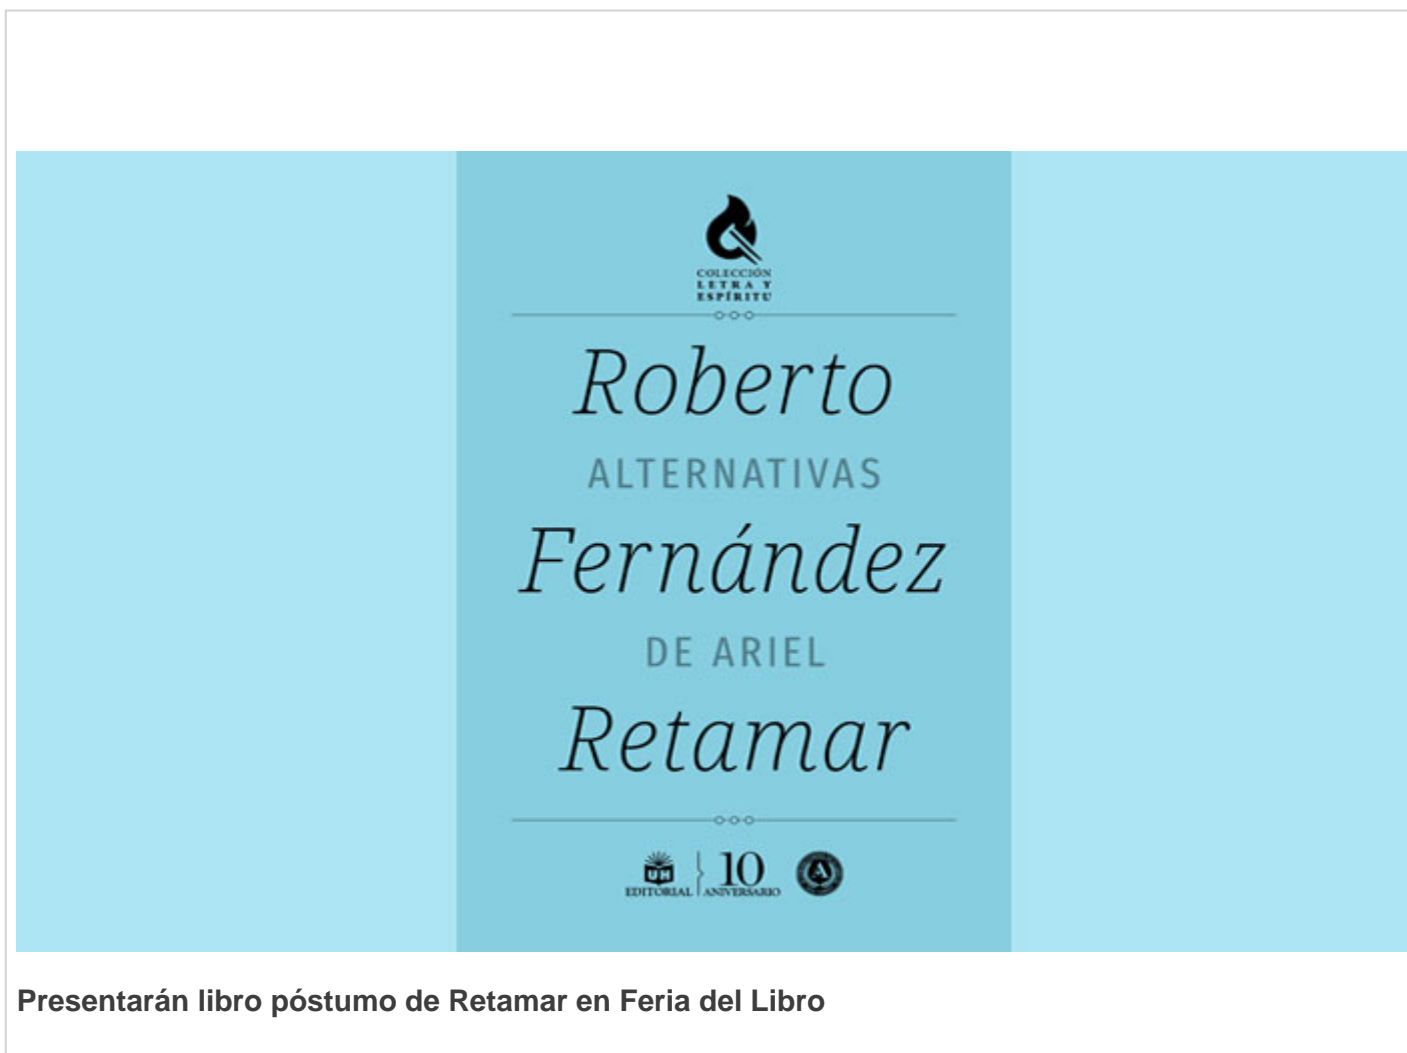 COLECCIÓN
LETRA Y
ESPÍRITU
Roberto
ALTERNATIVAS
Fernández
DE ARIEL
Retamar
UH
EDITORIAL
10
ANIVERSARIO
A
Presentarán libro póstumo de Retamar en Feria del Libro